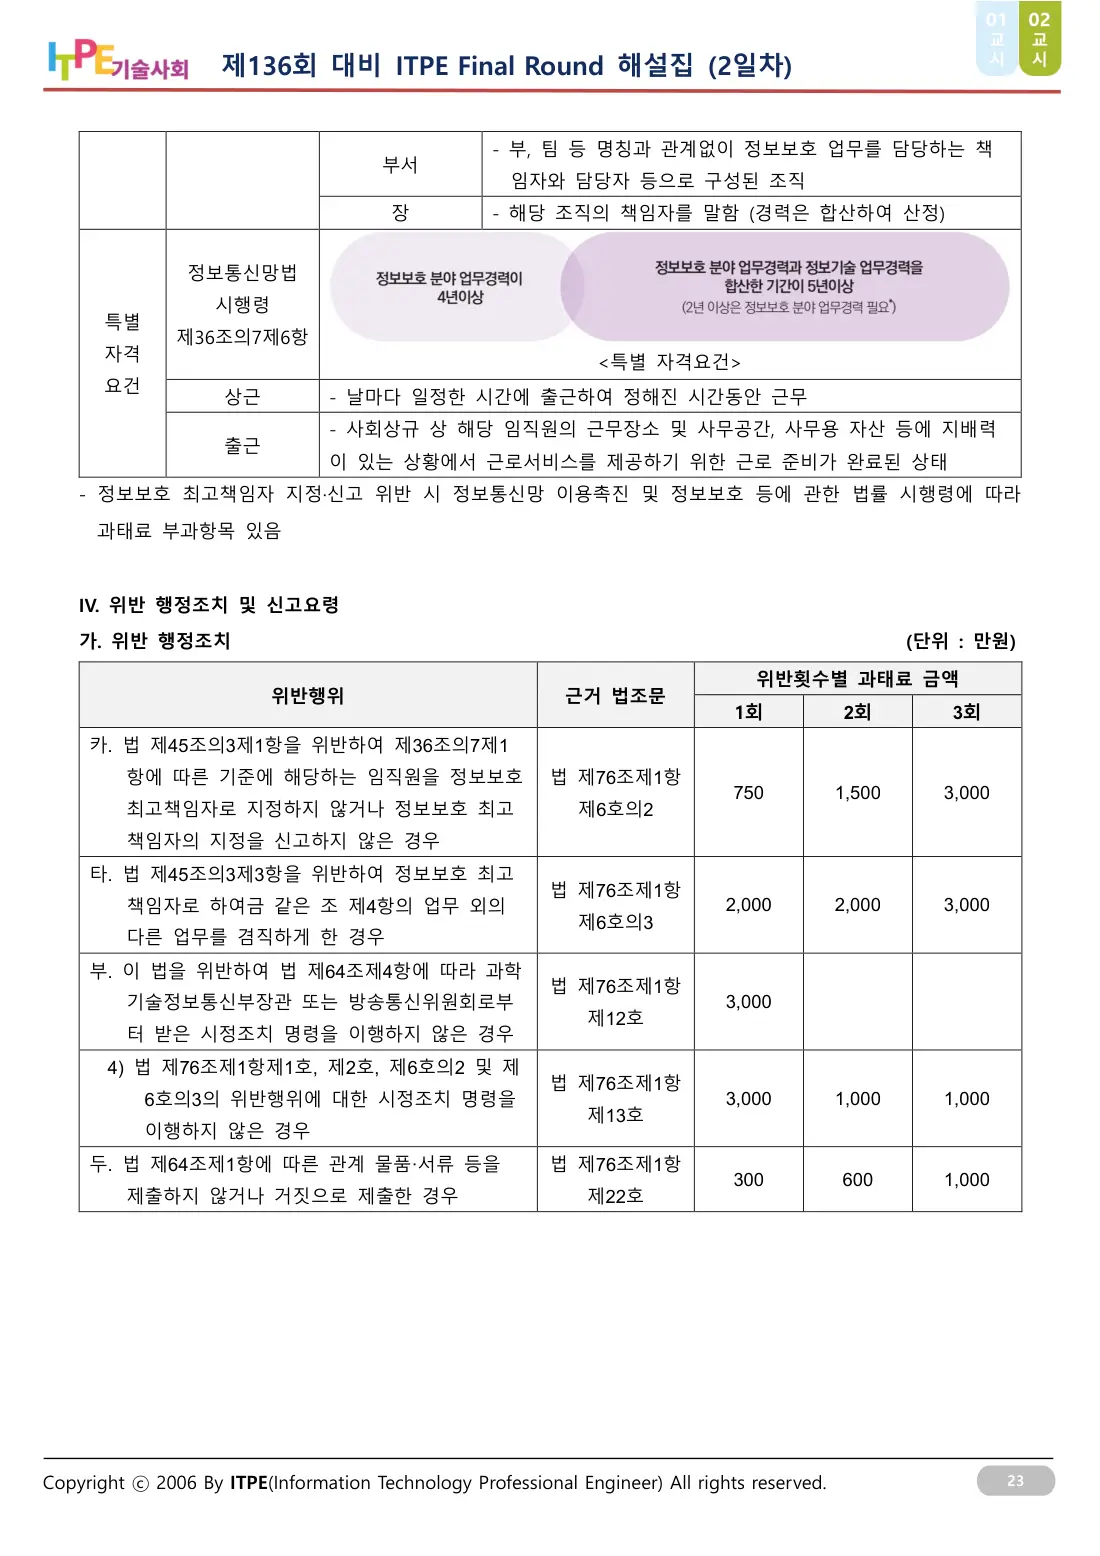 ITPE기술사회 제136회 대비 ITPE Final Round 해설집 (2일차)
01
교
시
02
교
시
부서
- 부, 팀 등 명칭과 관계없이 정보보호 업무를 담당하는 책
임자와 담당자 등으로 구성된 조직
장
- 해당 조직의 책임자를 말함 (경력은 합산하여 산정)
특별
자격
요건
정보통신망법
시행령
제36조의7제6항
정보보호 분야 업무경력이
4년이상
정보보호 분야 업무경력과 정보기술 업무경력을
합산한 기간이 5년이상
(2년 이상은 정보보호 분야 업무경력 필요*)
<특별 자격요건>
상근
- 날마다 일정한 시간에 출근하여 정해진 시간동안 근무
출근
- 사회상규 상 해당 임직원의 근무장소 및 사무공간, 사무용 자산 등에 지배력
이 있는 상황에서 근로서비스를 제공하기 위한 근로 준비가 완료된 상태
- 정보보호 최고책임자 지정·신고 위반 시 정보통신망 이용촉진 및 정보보호 등에 관한 법률 시행령에 따라
과태료 부과항목 있음
IV. 위반 행정조치 및 신고요령
가. 위반 행정조치 (단위 : 만원)
위반행위
근거 법조문
위반횟수별 과태료 금액
1회 2회 3회
카. 법 제45조의3제1항을 위반하여 제36조의7제1
항에 따른 기준에 해당하는 임직원을 정보보호
최고책임자로 지정하지 않거나 정보보호 최고
책임자의 지정을 신고하지 않은 경우
법 제76조제1항
제6호의2
750 1,500 3,000
타. 법 제45조의3제3항을 위반하여 정보보호 최고
책임자로 하여금 같은 조 제4항의 업무 외의
다른 업무를 겸직하게 한 경우
법 제76조제1항
제6호의3
2,000 2,000 3,000
부. 이 법을 위반하여 법 제64조제4항에 따라 과학
기술정보통신부장관 또는 방송통신위원회로부
터 받은 시정조치 명령을 이행하지 않은 경우
법 제76조제1항
제12호
3,000
4) 법 제76조제1항제1호, 제2호, 제6호의2 및 제
6호의3의 위반행위에 대한 시정조치 명령을
이행하지 않은 경우
법 제76조제1항
제13호
3,000 1,000 1,000
두. 법 제64조제1항에 따른 관계 물품·서류 등을
제출하지 않거나 거짓으로 제출한 경우
법 제76조제1항
제22호
300 600 1,000
Copyright ⓒ 2006 By ITPE(Information Technology Professional Engineer) All rights reserved.
23